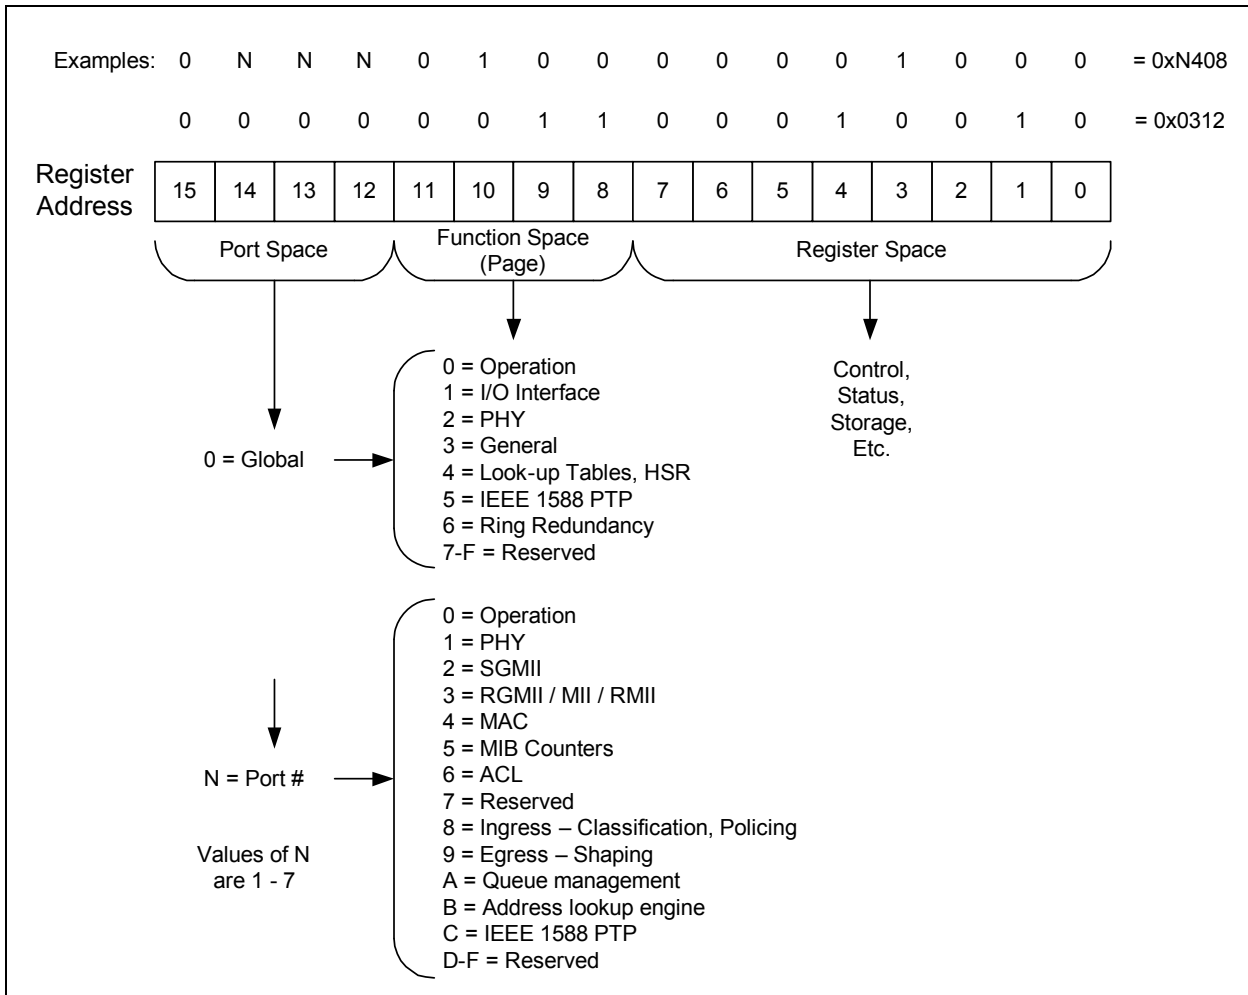 Examples: 0 N N N 0 1 0 0 0 0 0 0 1 0 0 0 = 0xN408
0 0 0 0 0 0 1 1 0 0 0 1 0 0 1 0 = 0x0312
Register
Address
15 14 13 12 11 10 9 8 7 6 5 4 3 2 1 0
Port Space
Function Space
(Page)
Register Space
0 = Global
0 = Operation
1 = I/O Interface
2 = PHY
3 = General
4 = Look-up Tables, HSR
5 = IEEE 1588 PTP
6 = Ring Redundancy
7-F = Reserved
Control,
Status,
Storage,
Etc.
N = Port #
Values of N
are 1 - 7
0 = Operation
1 = PHY
2 = SGMII
3 = RGMII / MII / RMII
4 = MAC
5 = MIB Counters
6 = ACL
7 = Reserved
8 = Ingress – Classification, Policing
9 = Egress – Shaping
A = Queue management
B = Address lookup engine
C = IEEE 1588 PTP
D-F = Reserved